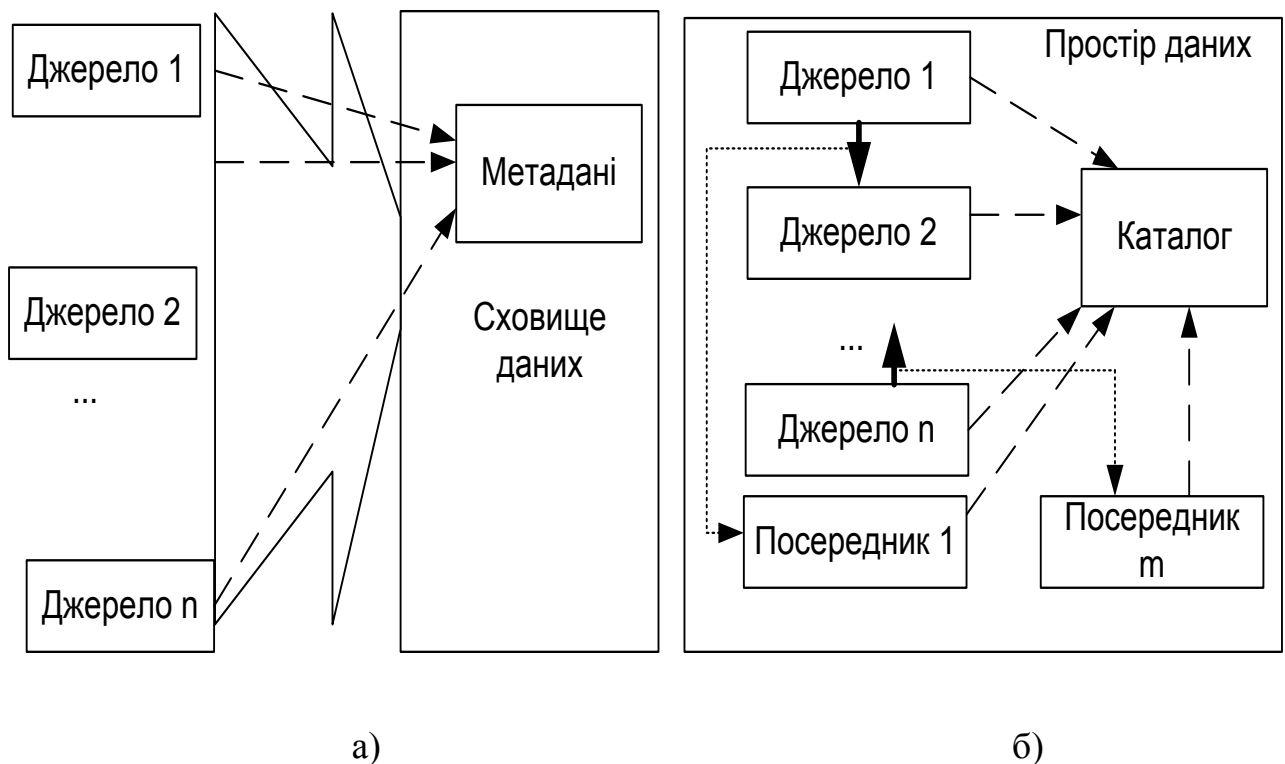 Джерело 1
Джерело 2
...
Джерело n
Метадані
Сховище
даних
Простір даних
Джерело 1
Джерело 2
...
Джерело n
Посередник 1
Каталог
Посередник
m
а)
б)